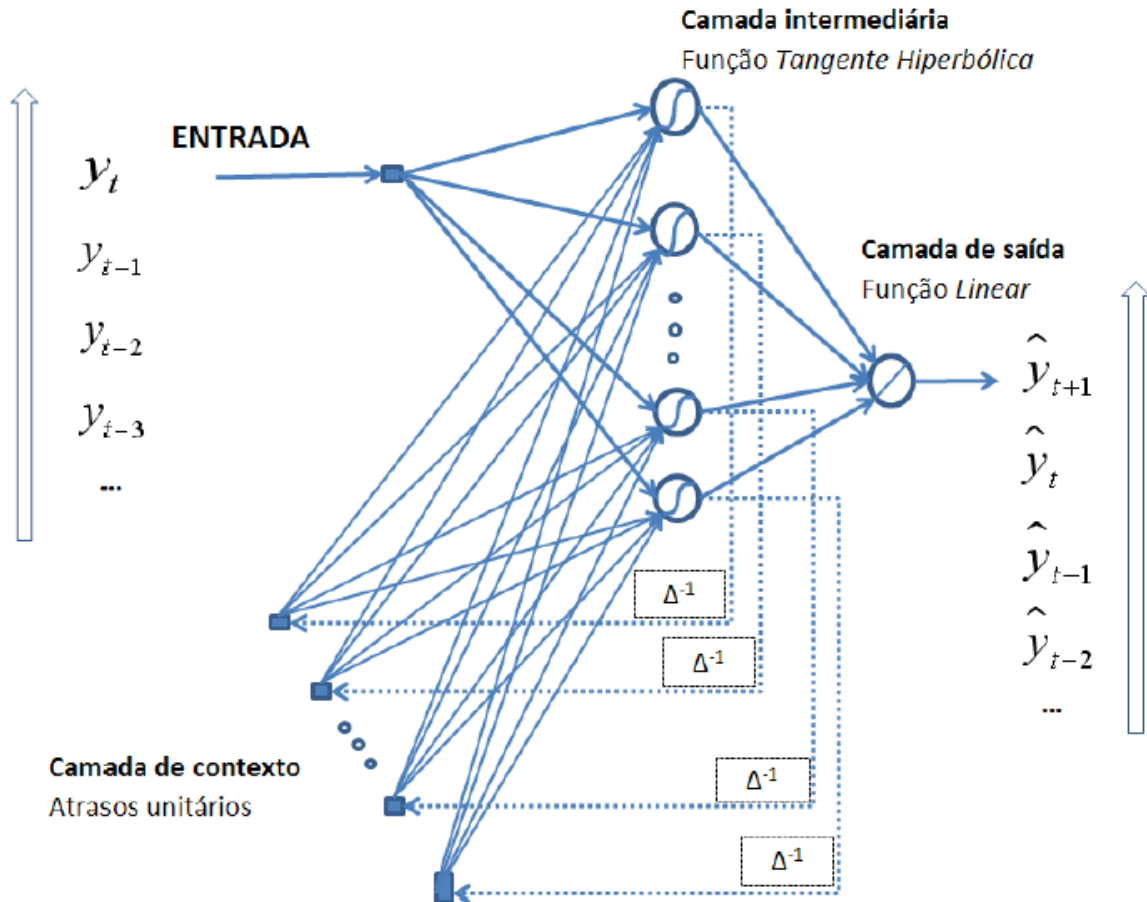 Camada intermediária
Função Tangente Hiperbólica
ENTRADA
y_t
y_{t-1}
y_{t-2}
y_{t-3}
...
Camada de saída
Função Linear
ŷ_{t+1}
ŷ_t
ŷ_{t-1}
ŷ_{t-2}
...
Δ⁻¹
Δ⁻¹
Δ⁻¹
Δ⁻¹
Camada de contexto
Atrasos unitários